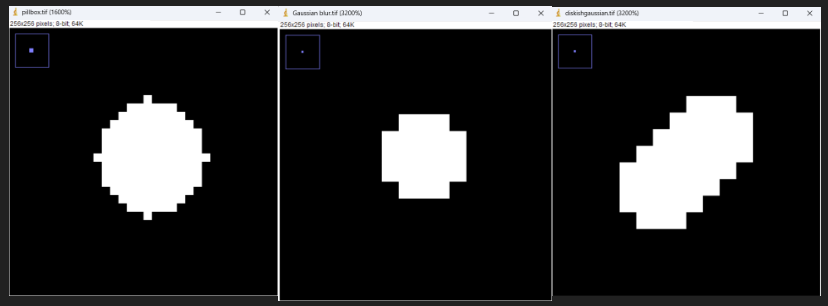 pillbox.tif (1600%)
256x256 pixels; 8-bit; 64K
Gaussian blur.tif (3200%)
256x256 pixels; 8-bit; 64K
diskishgaussian.tif (3200%)
256x256 pixels; 8-bit; 64K